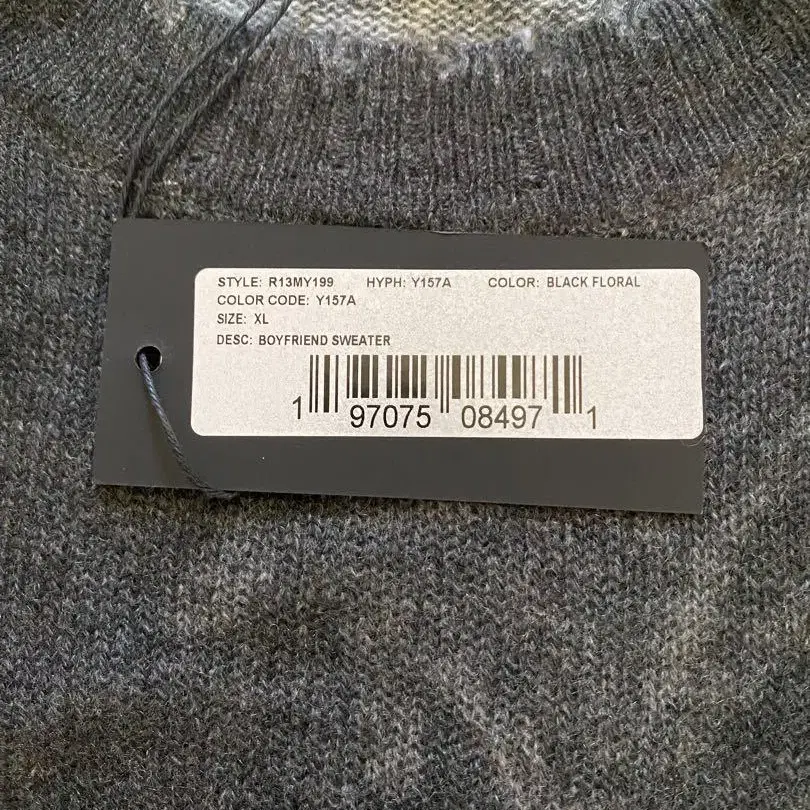 STYLE: R13MY199 HYPH: Y157A COLOR: BLACK FLORAL
COLOR CODE: Y157A
SIZE: XL
DESC: BOYFRIEND SWEATER
1 97075 08497 1